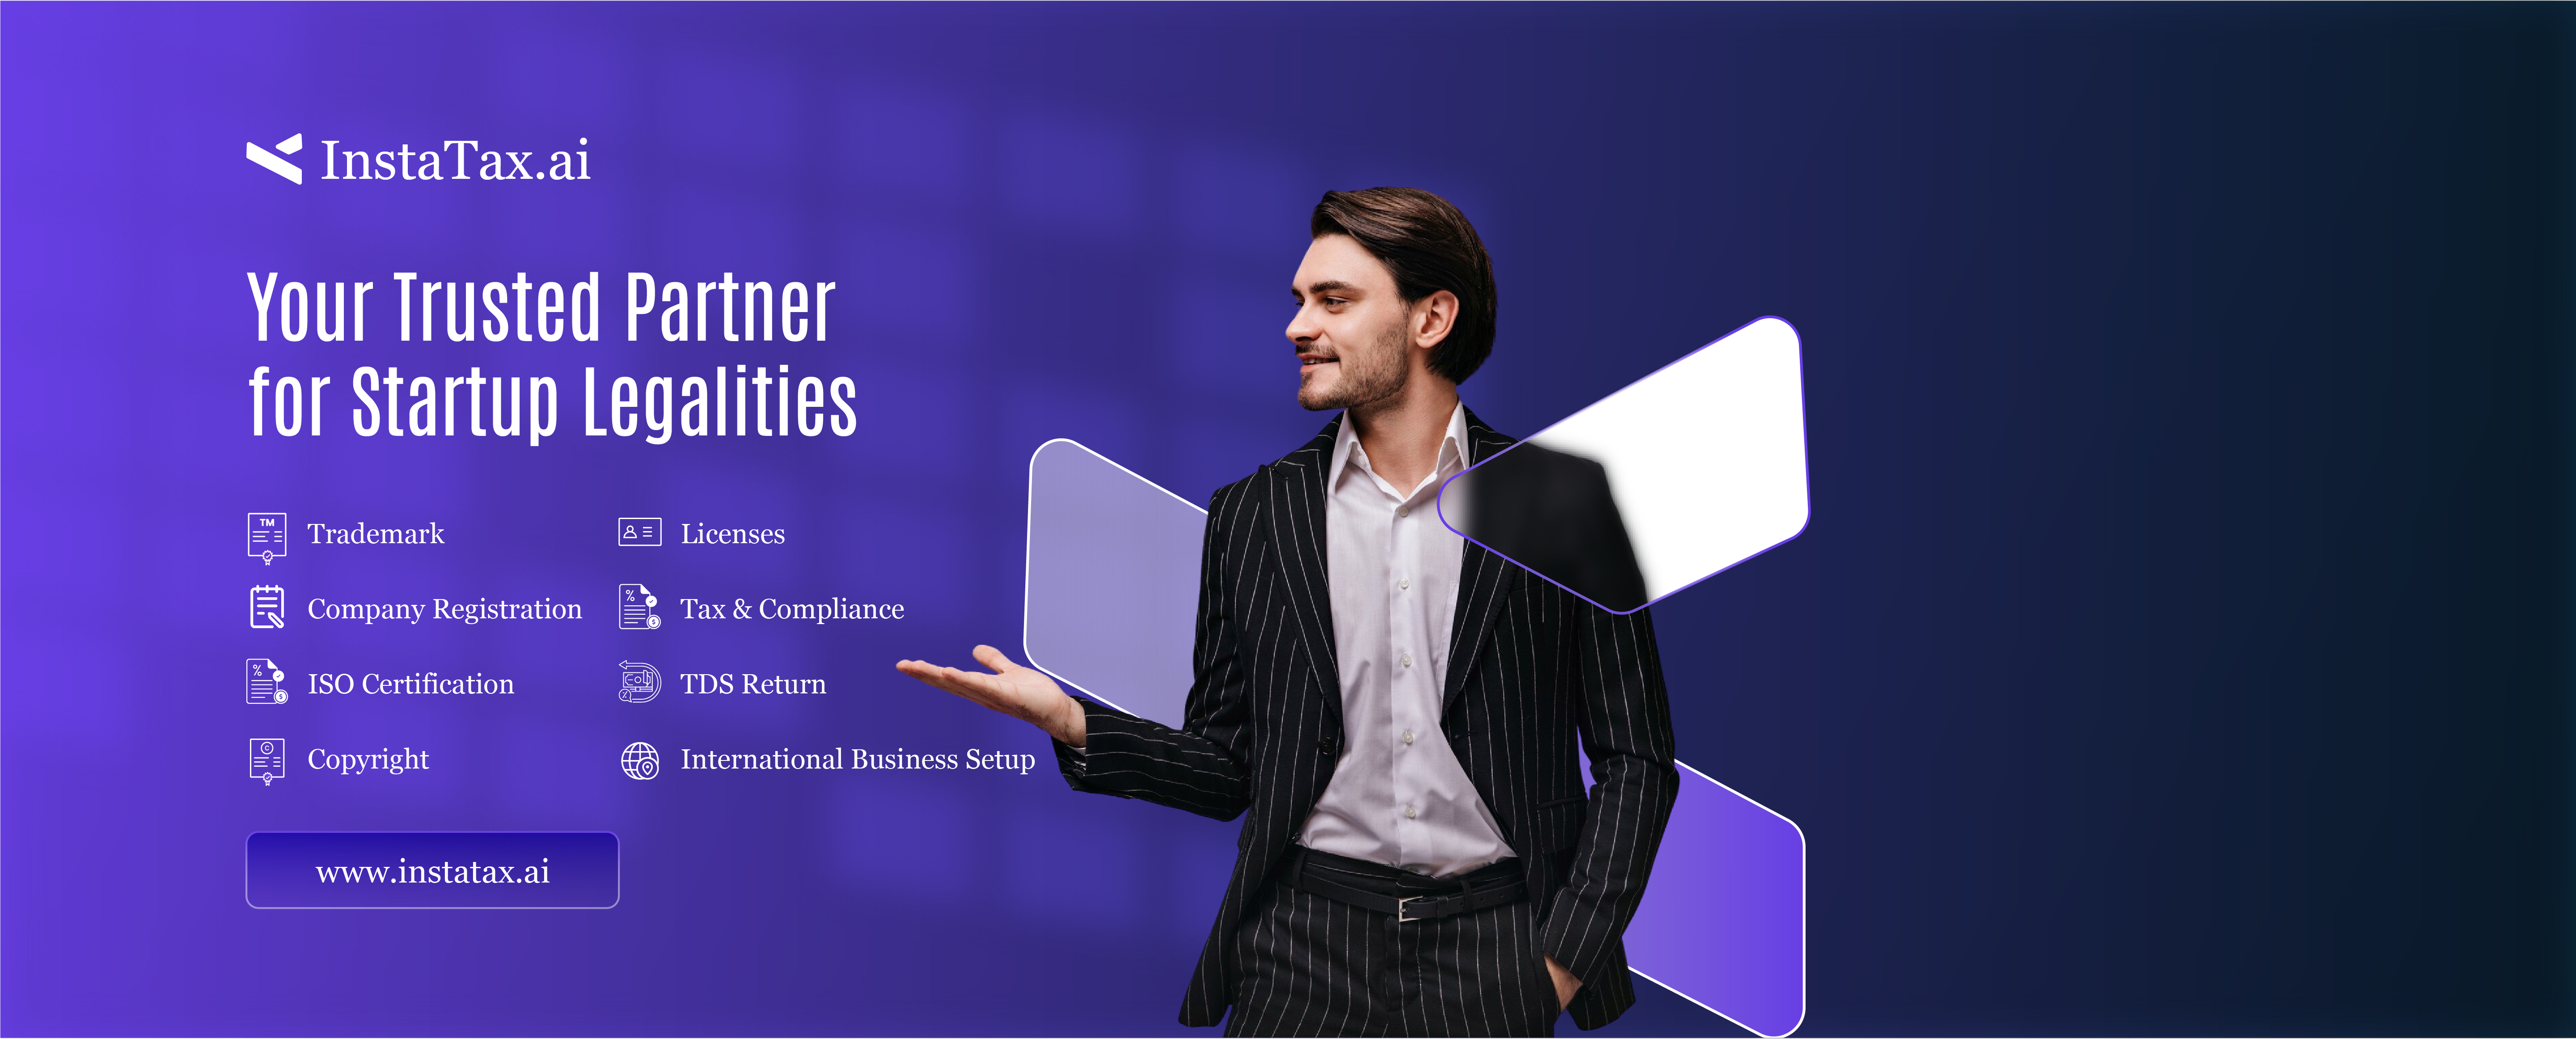 InstaTax.ai
Your Trusted Partner
for Startup Legalities
TM
Trademark
Licenses
Company Registration
Tax & Compliance
ISO Certification
TDS Return
Copyright
International Business Setup
www.instatax.ai